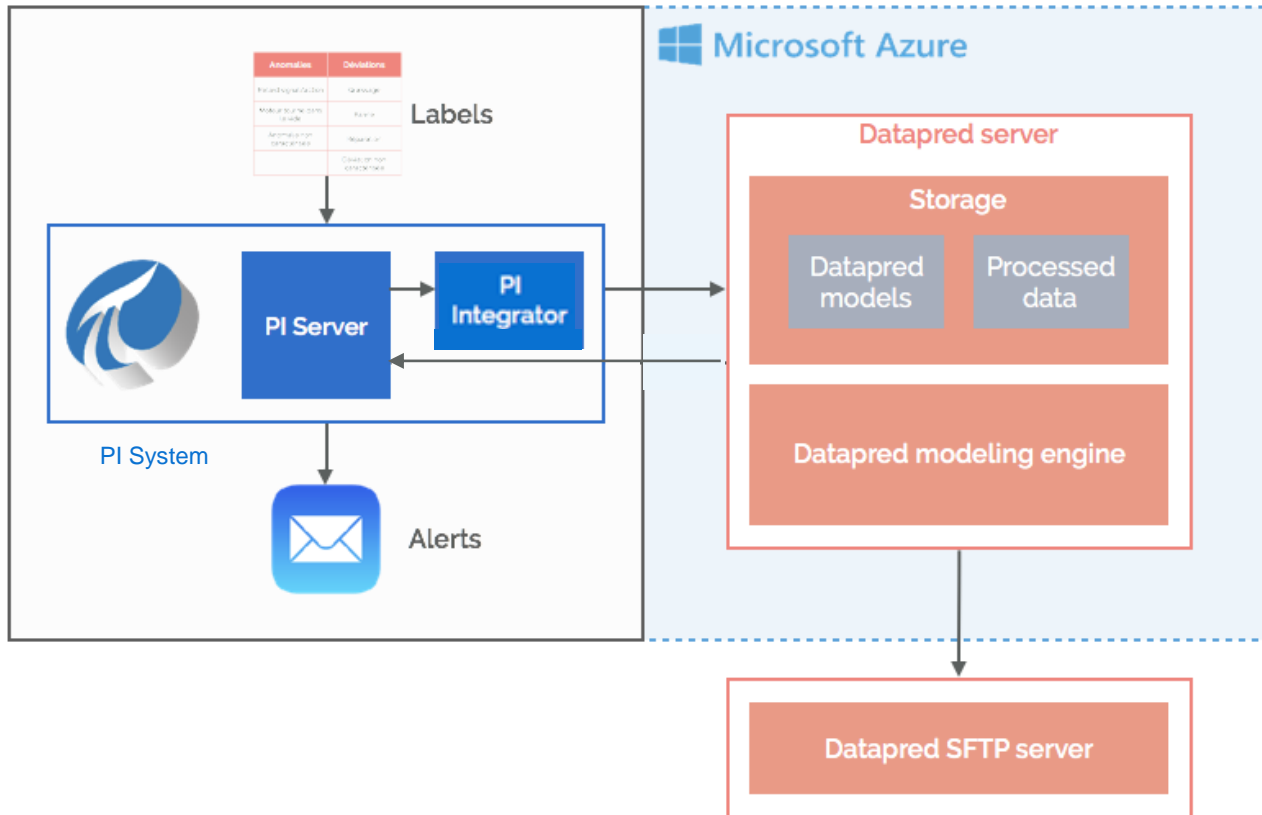 Microsoft Azure
Anomalies
Déviations
Labels
Datapred server
Storage
Datapred
models
Processed
data
PI Server
PI
Integrator
Datapred modeling engine
PI System
Alerts
Datapred SFTP server